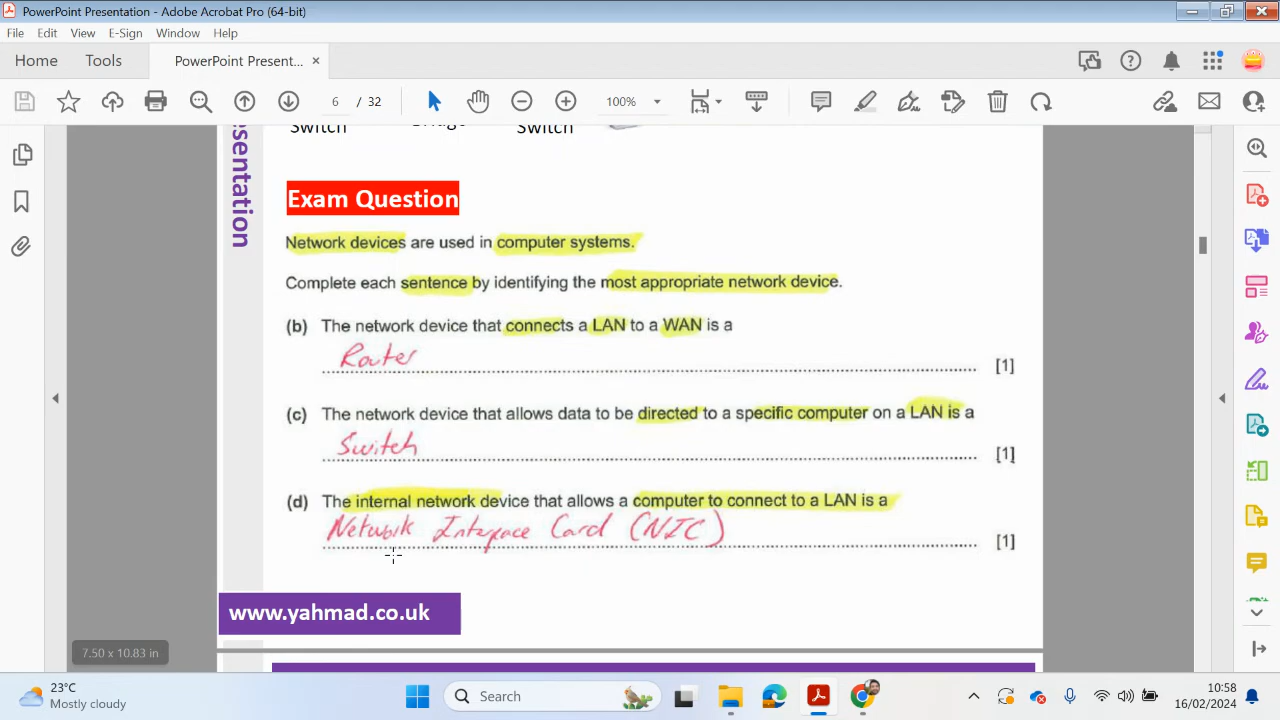 PowerPoint Presentation - Adobe Acrobat Pro (64-bit)
File Edit View E-Sign Window Help
Home Tools PowerPoint Present... ×
6 / 32 100%
esentation
Switch Bridge Switch
Exam Question
Network devices are used in computer systems.
Complete each sentence by identifying the most appropriate network device.
(b) The network device that connects a LAN to a WAN is a
Router
[1]
(c) The network device that allows data to be directed to a specific computer on a LAN is a
Switch
[1]
(d) The internal network device that allows a computer to connect to a LAN is a
Network Interface Card (NIC)
[1]
www.yahmad.co.uk
7.50 x 10.83 in
23°C
Mostly cloudy
Search
10:58
16/02/2024